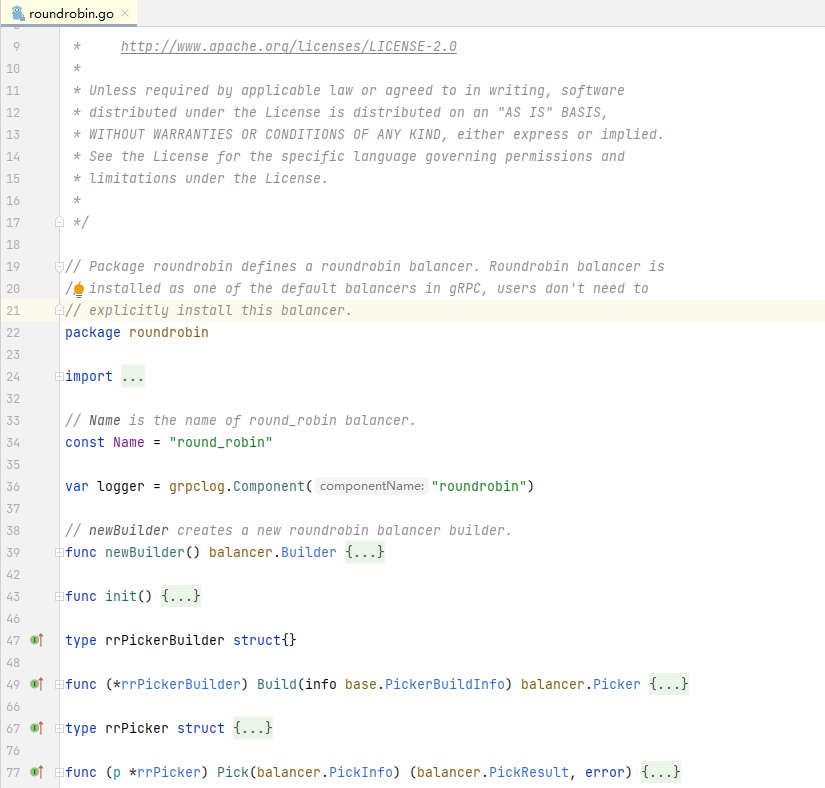 roundrobin.go
9 * http://www.apache.org/licenses/LICENSE-2.0
10 *
11 * Unless required by applicable law or agreed to in writing, software
12 * distributed under the License is distributed on an "AS IS" BASIS,
13 * WITHOUT WARRANTIES OR CONDITIONS OF ANY KIND, either express or implied.
14 * See the License for the specific language governing permissions and
15 * limitations under the License.
16 *
17 */
18
19 // Package roundrobin defines a roundrobin balancer. Roundrobin balancer is
20 // installed as one of the default balancers in gRPC, users don't need to
21 // explicitly install this balancer.
22 package roundrobin
23
24 import ...
32
33 // Name is the name of round_robin balancer.
34 const Name = "round_robin"
35
36 var logger = grpclog.Component( componentName: "roundrobin")
37
38 // newBuilder creates a new roundrobin balancer builder.
39 func newBuilder() balancer.Builder {...}
42
43 func init() {...}
46
47 type rrPickerBuilder struct{}
48
49 func (*rrPickerBuilder) Build(info base.PickerBuildInfo) balancer.Picker {...}
66
67 type rrPicker struct {...}
76
77 func (p *rrPicker) Pick(balancer.PickInfo) (balancer.PickResult, error) {...}